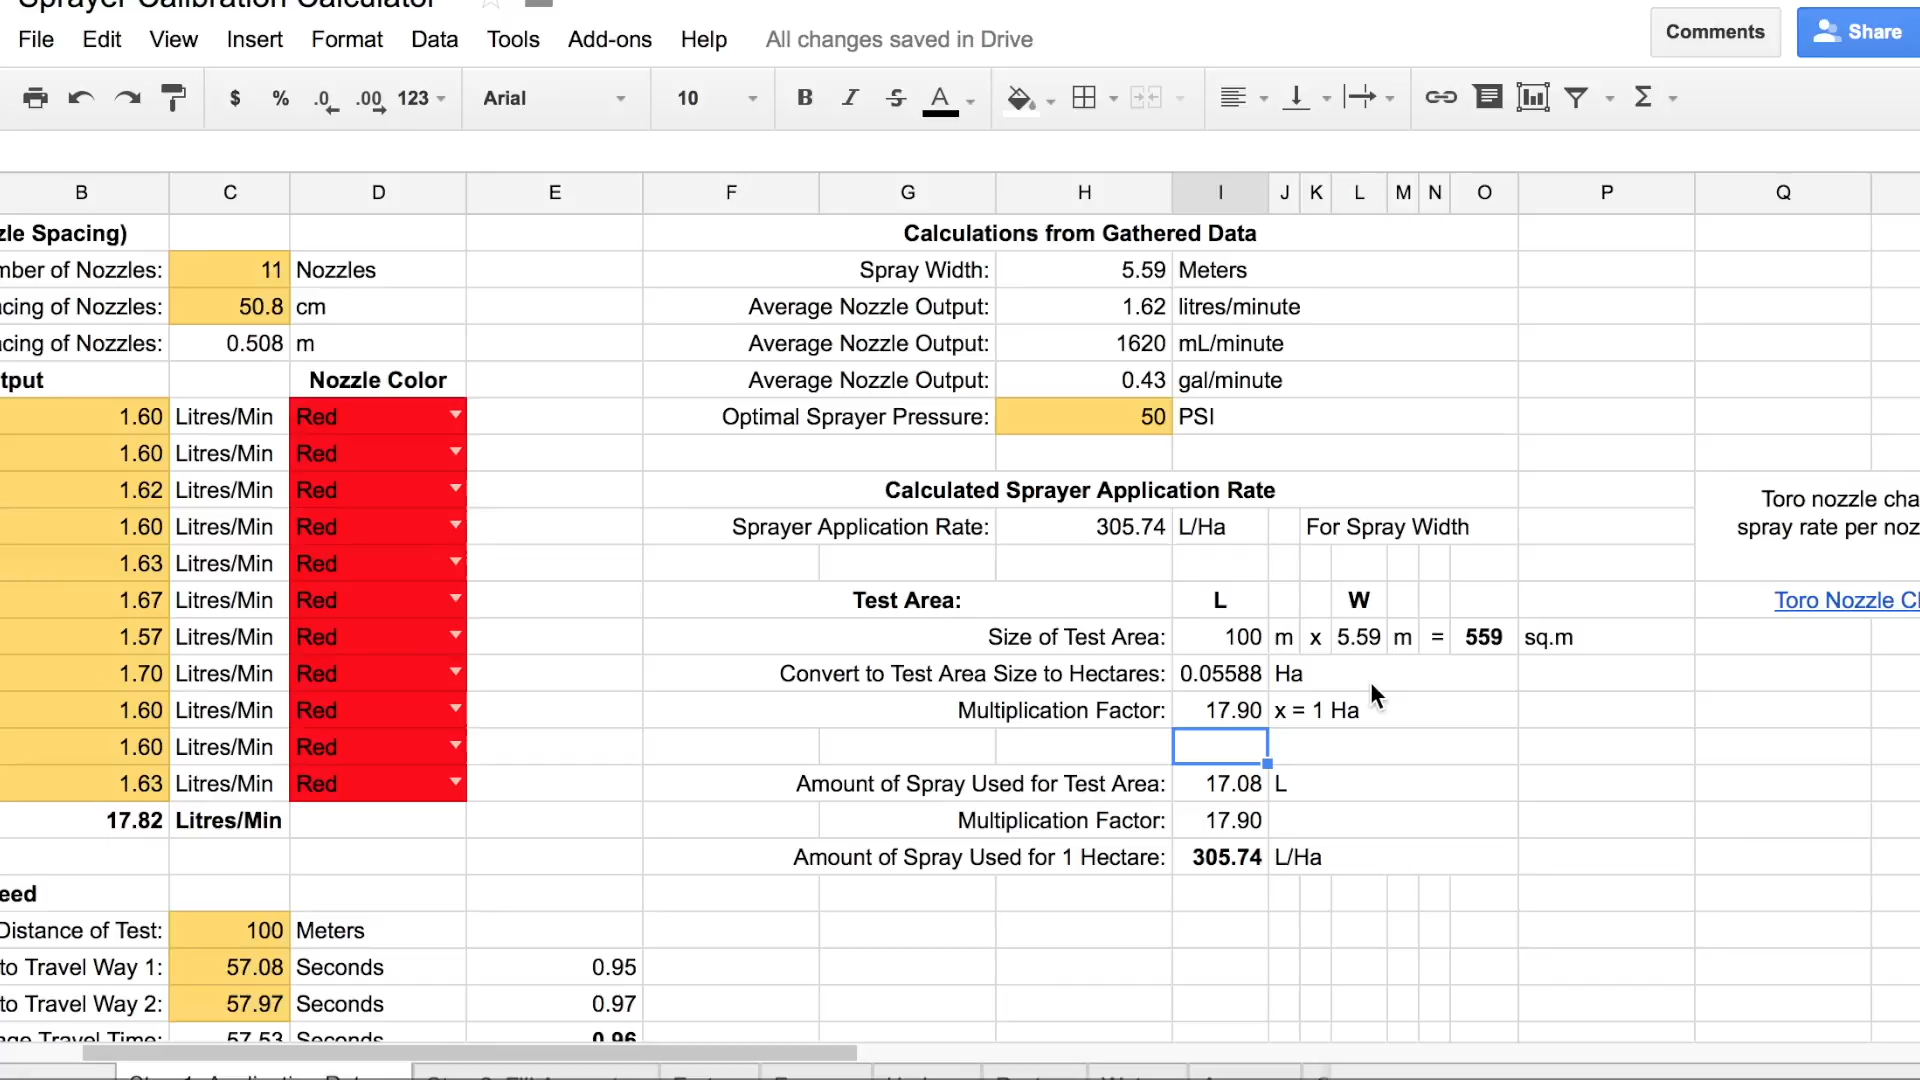 Sprayer Calibration Calculator
File Edit View Insert Format Data Tools Add-ons Help All changes saved in Drive
Comments Share
$ % .0 .00 123 Arial 10 B I S A Σ
B C D E F G H I J K L M N O P Q
zle Spacing) Calculations from Gathered Data
mber of Nozzles: 11 Nozzles Spray Width: 5.59 Meters
acing of Nozzles: 50.8 cm Average Nozzle Output: 1.62 litres/minute
acing of Nozzles: 0.508 m Average Nozzle Output: 1620 mL/minute
tput Nozzle Color Average Nozzle Output: 0.43 gal/minute
1.60 Litres/Min Red Optimal Sprayer Pressure: 50 PSI
1.60 Litres/Min Red
1.62 Litres/Min Red Calculated Sprayer Application Rate Toro nozzle cha
1.60 Litres/Min Red Sprayer Application Rate: 305.74 L/Ha For Spray Width spray rate per noz
1.63 Litres/Min Red
1.67 Litres/Min Red Test Area: L W Toro Nozzle Cl
1.57 Litres/Min Red Size of Test Area: 100 m x 5.59 m = 559 sq.m
1.70 Litres/Min Red Convert to Test Area Size to Hectares: 0.05588 Ha
1.60 Litres/Min Red Multiplication Factor: 17.90 x = 1 Ha
1.60 Litres/Min Red
1.63 Litres/Min Red Amount of Spray Used for Test Area: 17.08 L
17.82 Litres/Min Multiplication Factor: 17.90
Amount of Spray Used for 1 Hectare: 305.74 L/Ha
eed
Distance of Test: 100 Meters
to Travel Way 1: 57.08 Seconds 0.95
to Travel Way 2: 57.97 Seconds 0.97
age Travel Time: 57.53 Seconds 0.96